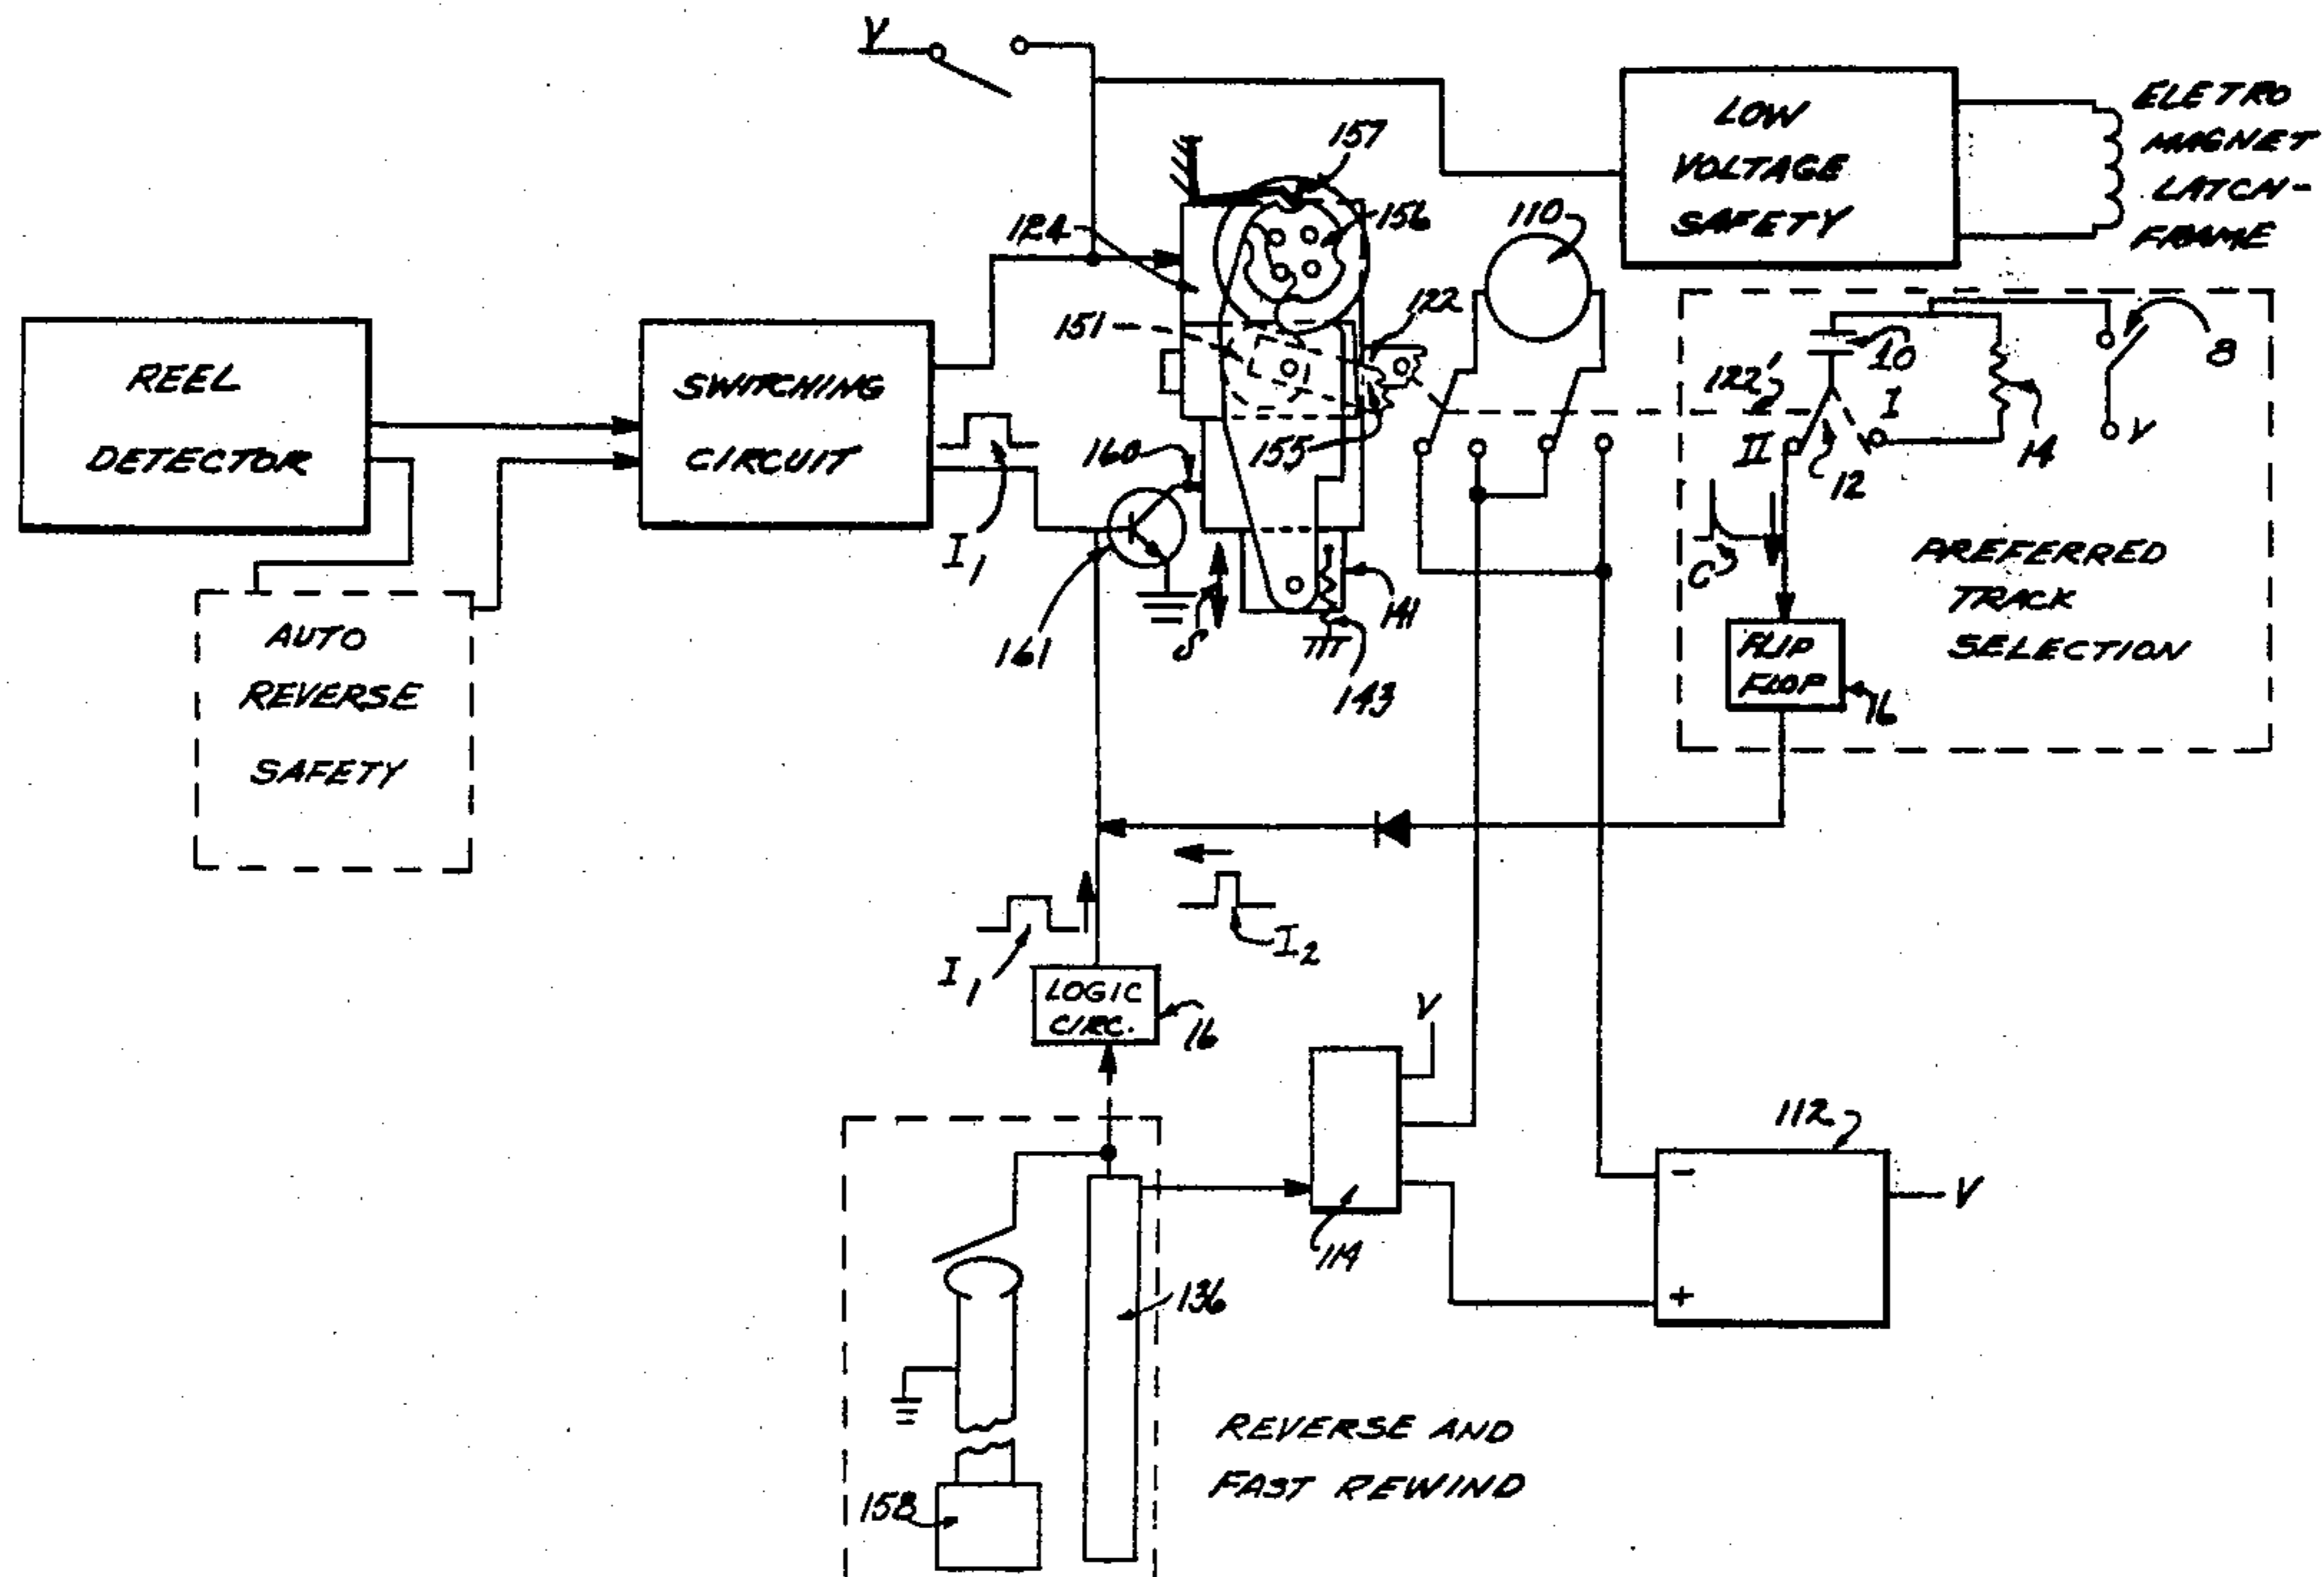 V
LOW
VOLTAGE
SAFETY
ELETRO
MAGNET
LATCH-
FRAME
157
156
124
110
122
151
REEL
DETECTOR
SWITCHING
CIRCUIT
I1
160
155
122'
10
8
I
II
V
14
12
C
PREFERRED
TRACK
SELECTION
FLIP
FLOP
16
161
S
141
143
AUTO
REVERSE
SAFETY
I1
I2
LOGIC
CIRC.
16
V
112
-
V
+
114
136
158
REVERSE AND
FAST REWIND